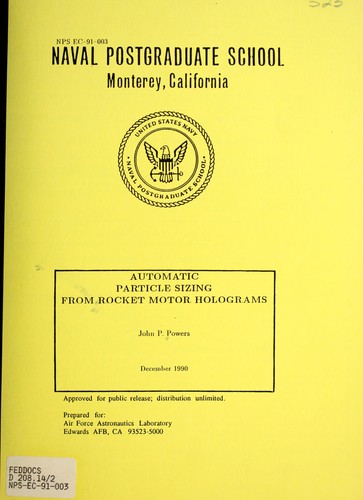 323
NPS EC-91-003
NAVAL POSTGRADUATE SCHOOL
Monterey, California
UNITED STATES NAVY
NAVAL POSTGRADUATE SCHOOL
AUTOMATIC
PARTICLE SIZING
FROM ROCKET MOTOR HOLOGRAMS
John P. Powers
December 1990
Approved for public release; distribution unlimited.
Prepared for:
Air Force Astronautics Laboratory
Edwards AFB, CA 93523-5000
FEDDOCS
D 208.14/2
NPS-EC-91-003